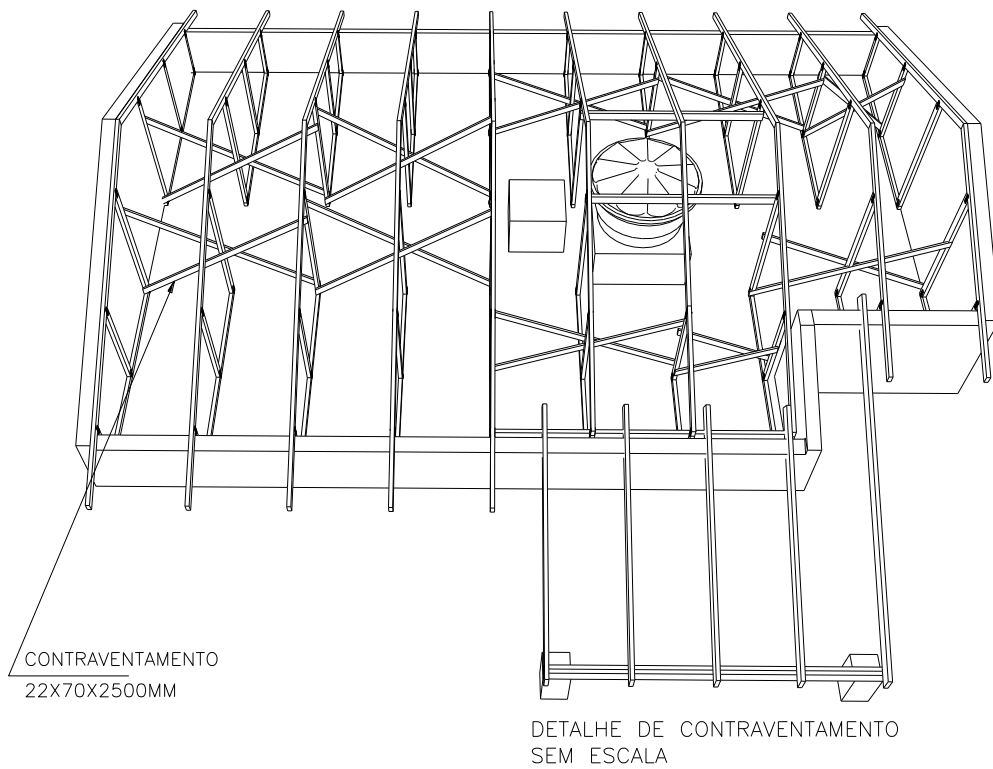 CONTRAVENTAMENTO
22X70X2500MM
DETALHE DE CONTRAVENTAMENTO
SEM ESCALA